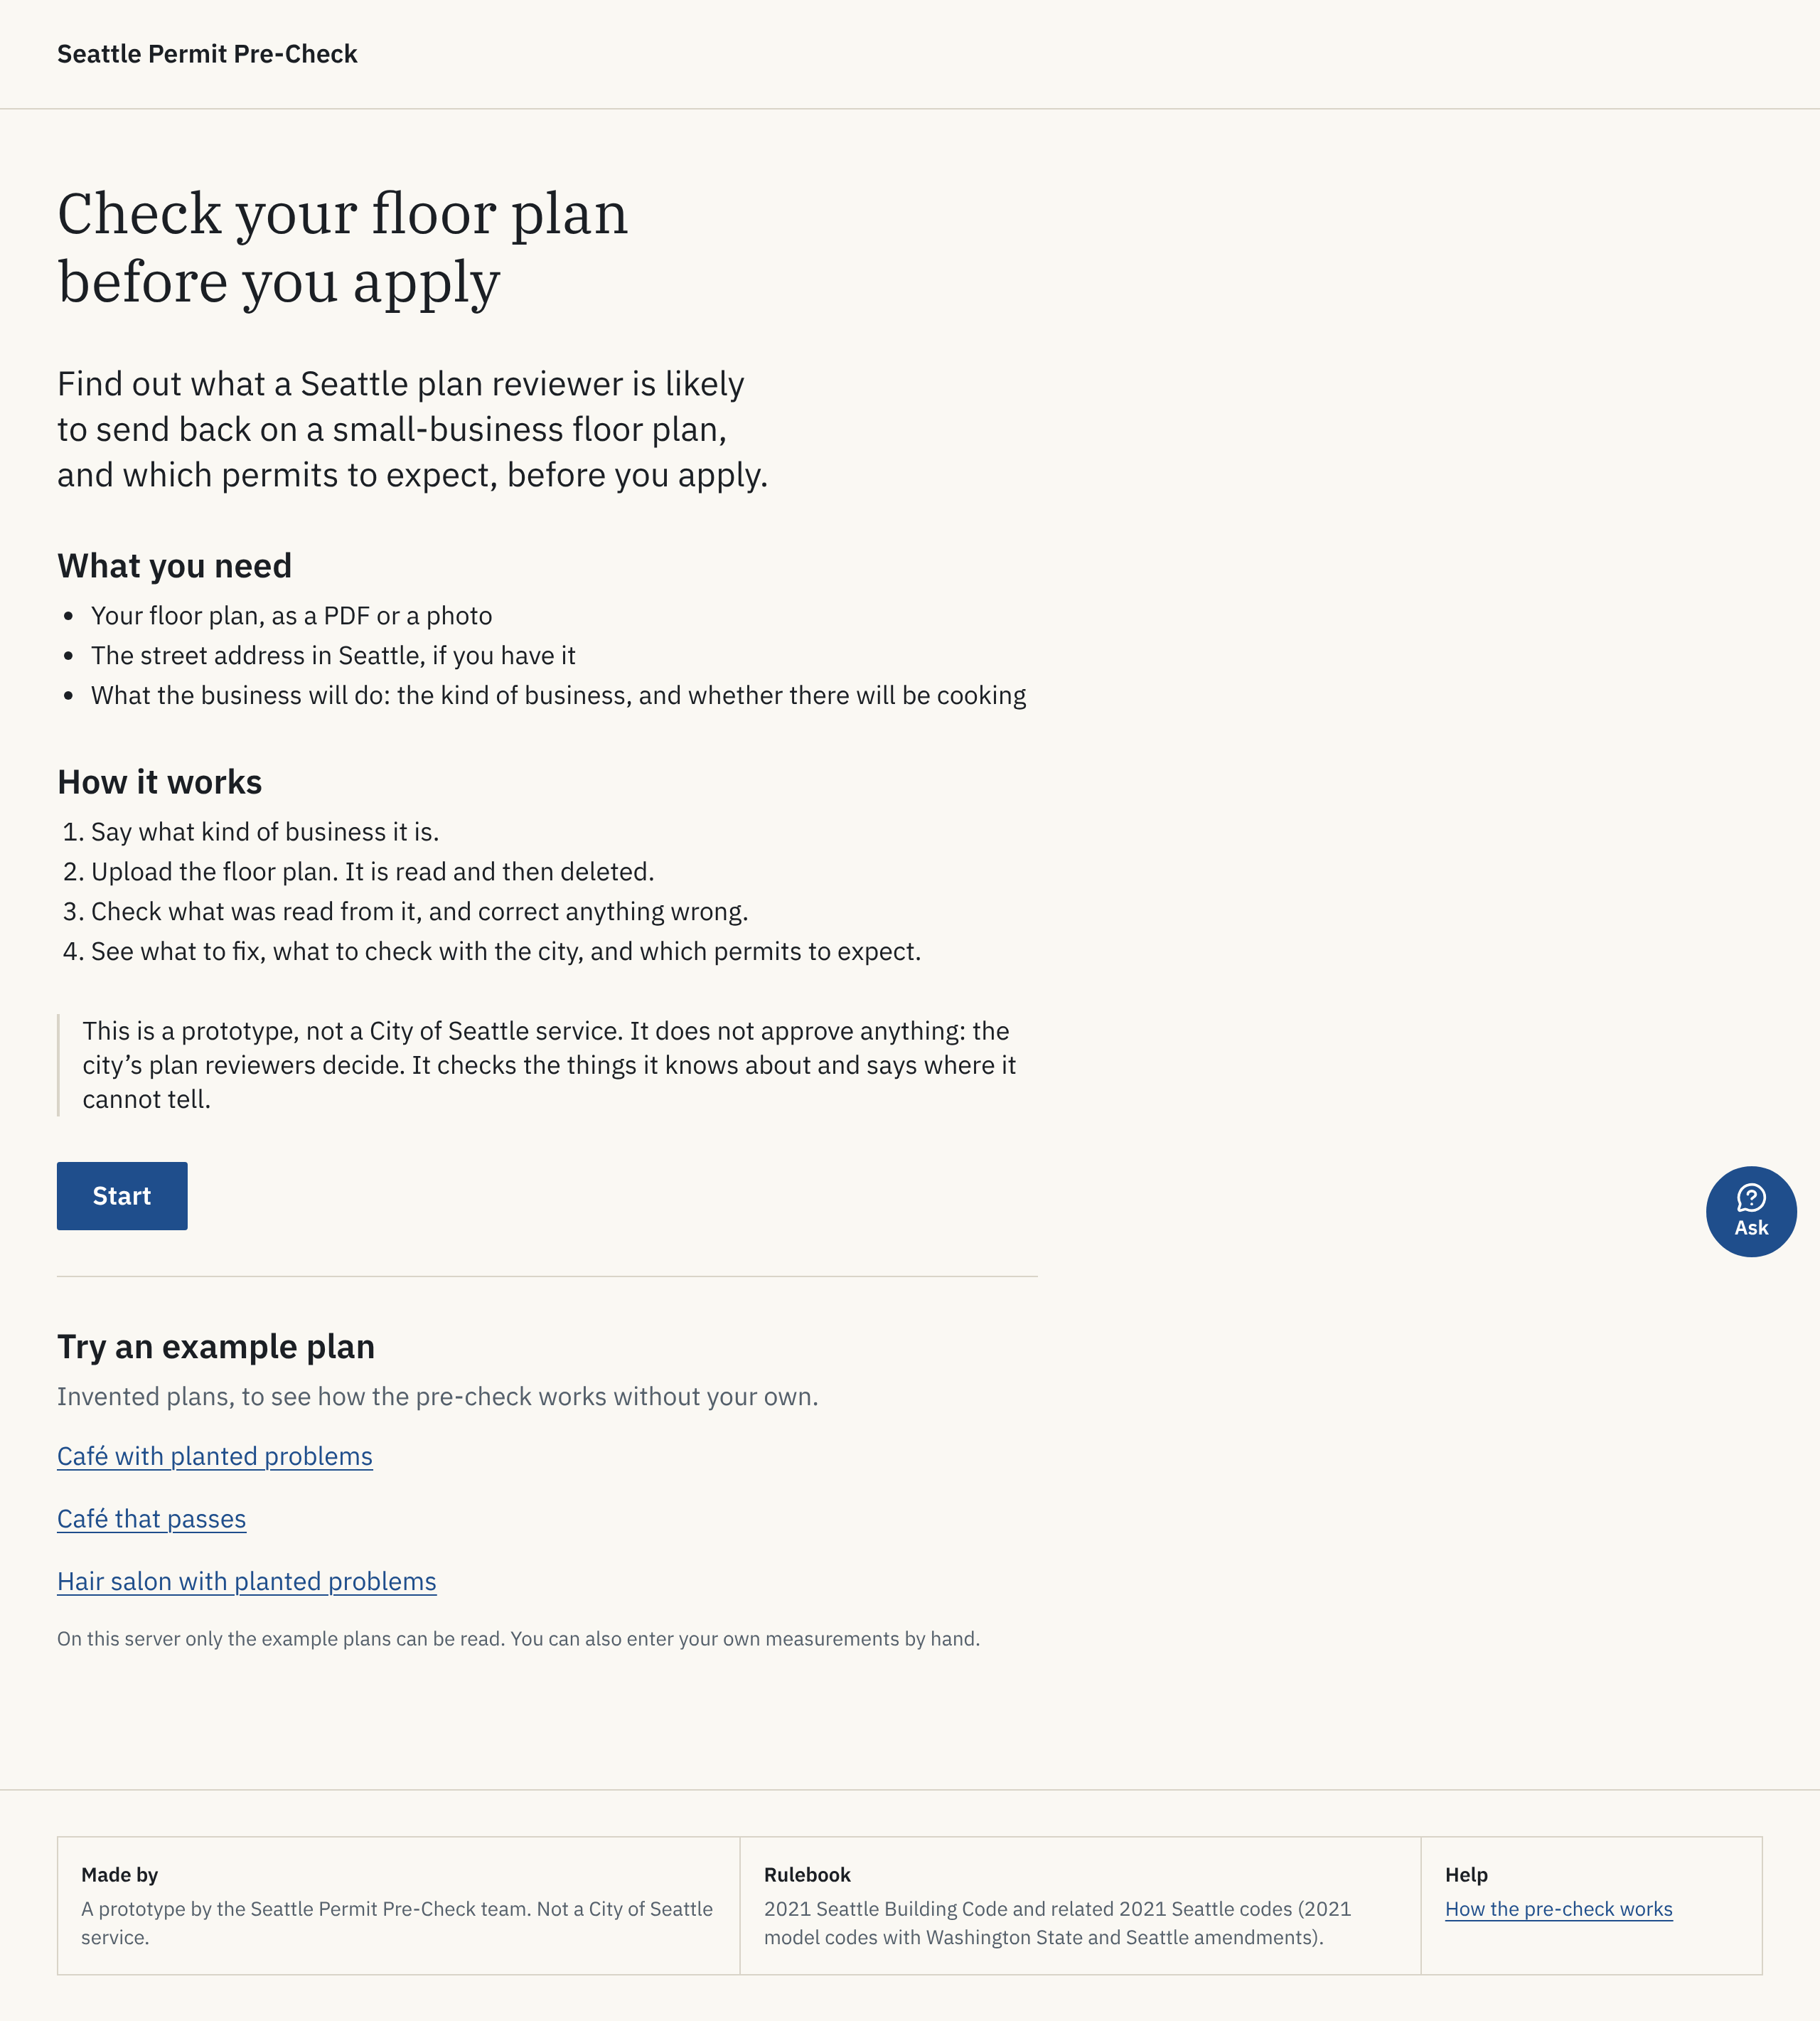 Seattle Permit Pre-Check
Check your floor plan
before you apply
Find out what a Seattle plan reviewer is likely
to send back on a small-business floor plan,
and which permits to expect, before you apply.
What you need
• Your floor plan, as a PDF or a photo
• The street address in Seattle, if you have it
• What the business will do: the kind of business, and whether there will be cooking
How it works
1. Say what kind of business it is.
2. Upload the floor plan. It is read and then deleted.
3. Check what was read from it, and correct anything wrong.
4. See what to fix, what to check with the city, and which permits to expect.
This is a prototype, not a City of Seattle service. It does not approve anything: the
city’s plan reviewers decide. It checks the things it knows about and says where it
cannot tell.
Start
Ask
Try an example plan
Invented plans, to see how the pre-check works without your own.
Café with planted problems
Café that passes
Hair salon with planted problems
On this server only the example plans can be read. You can also enter your own measurements by hand.
Made by
A prototype by the Seattle Permit Pre-Check team. Not a City of Seattle
service.
Rulebook
2021 Seattle Building Code and related 2021 Seattle codes (2021
model codes with Washington State and Seattle amendments).
Help
How the pre-check works